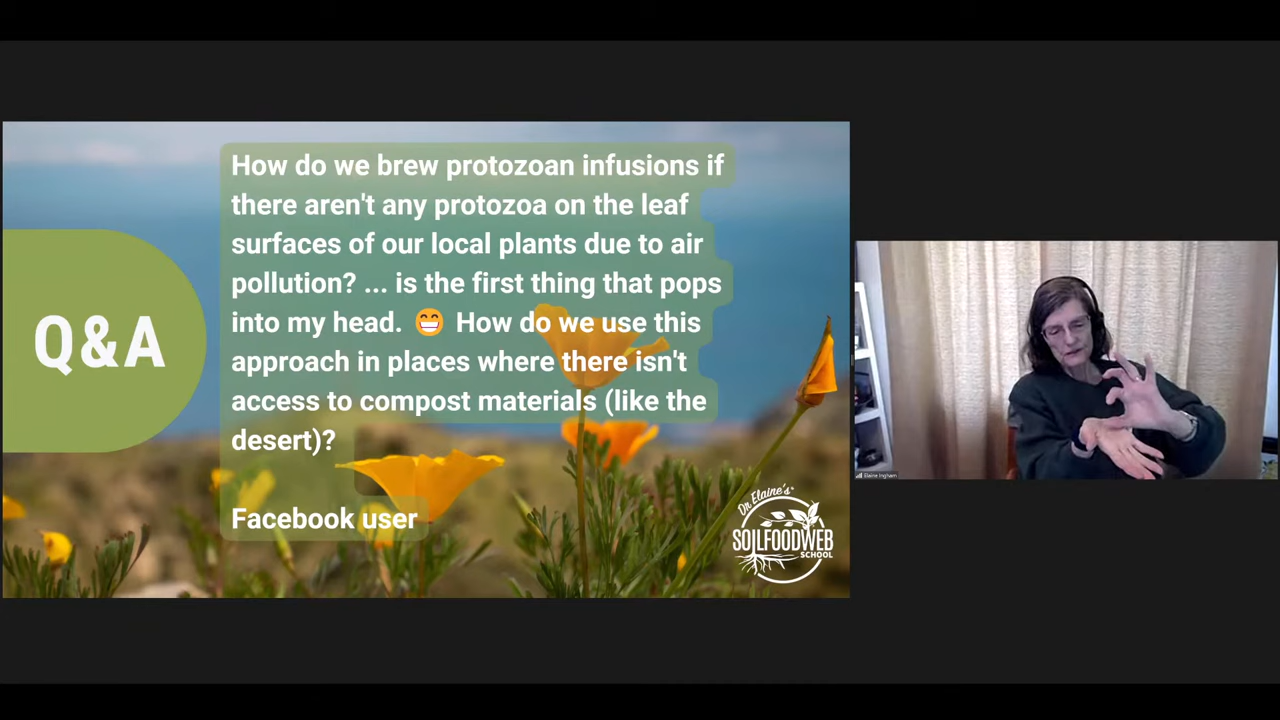 Q&A
How do we brew protozoan infusions if
there aren't any protozoa on the leaf
surfaces of our local plants due to air
pollution? ... is the first thing that pops
into my head. 😁 How do we use this
approach in places where there isn't
access to compost materials (like the
desert)?
Facebook user
Dr. Elaine's®
SOILFOODWEB
SCHOOL
Elaine Ingham